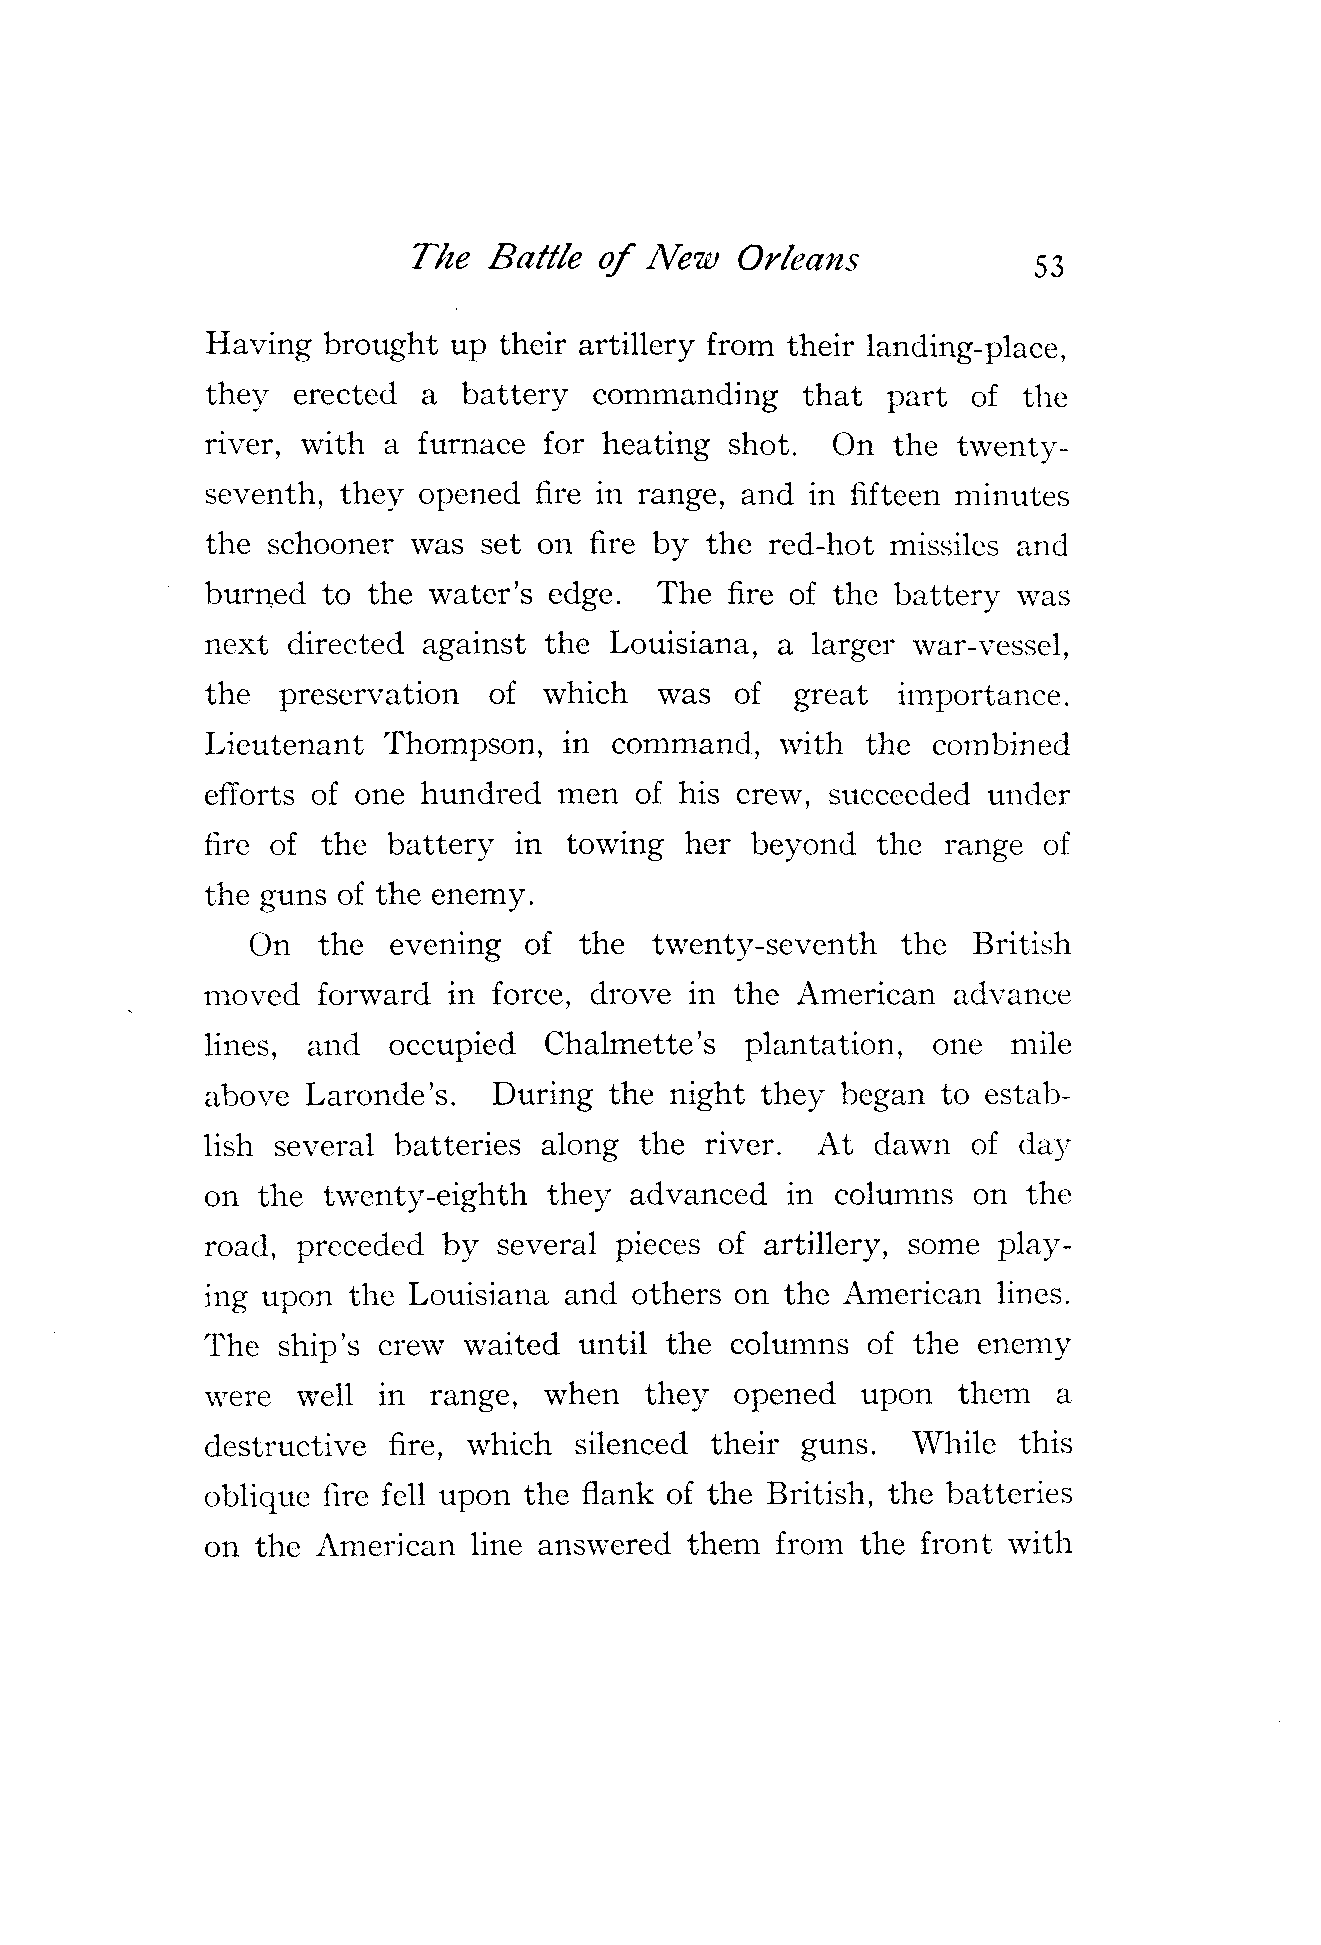 The Battle of New Orleans 53
Having brought up their artillery from their landing-place,
they erected a battery commanding that part of the
river, with a furnace for heating shot. On the twenty-
seventh, they opened fire in range, and in fifteen minutes
the schooner was set on fire by the red-hot missiles and
burned to the water's edge. The fire of the battery was
next directed against the Louisiana, a larger war-vessel,
the preservation of which was of great importance.
Lieutenant Thompson, in command, with the combined
efforts of one hundred men of his crew, succeeded under
fire of the battery in towing her beyond the range of
the guns of the enemy.
On the evening of the twenty-seventh the British
moved forward in force, drove in the American advance
lines, and occupied Chalmette's plantation, one mile
above Laronde's. During the night they began to estab-
lish several batteries along the river. At dawn of day
on the twenty-eighth they advanced in columns on the
road, preceded by several pieces of artillery, some play-
ing upon the Louisiana and others on the American lines.
The ship's crew waited until the columns of the enemy
were well in range, when they opened upon them a
destructive fire, which silenced their guns. While this
oblique fire fell upon the flank of the British, the batteries
on the American line answered them from the front with